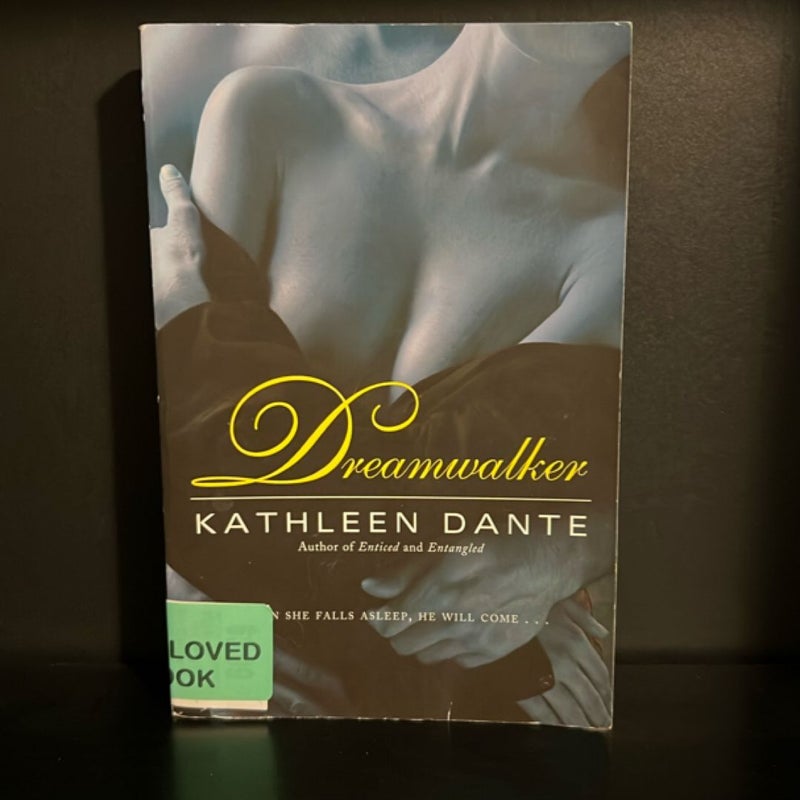 Dreamwalker
KATHLEEN DANTE
Author of Enticed and Entangled
SHE FALLS ASLEEP, HE WILL COME . . .
LOVED
OOK